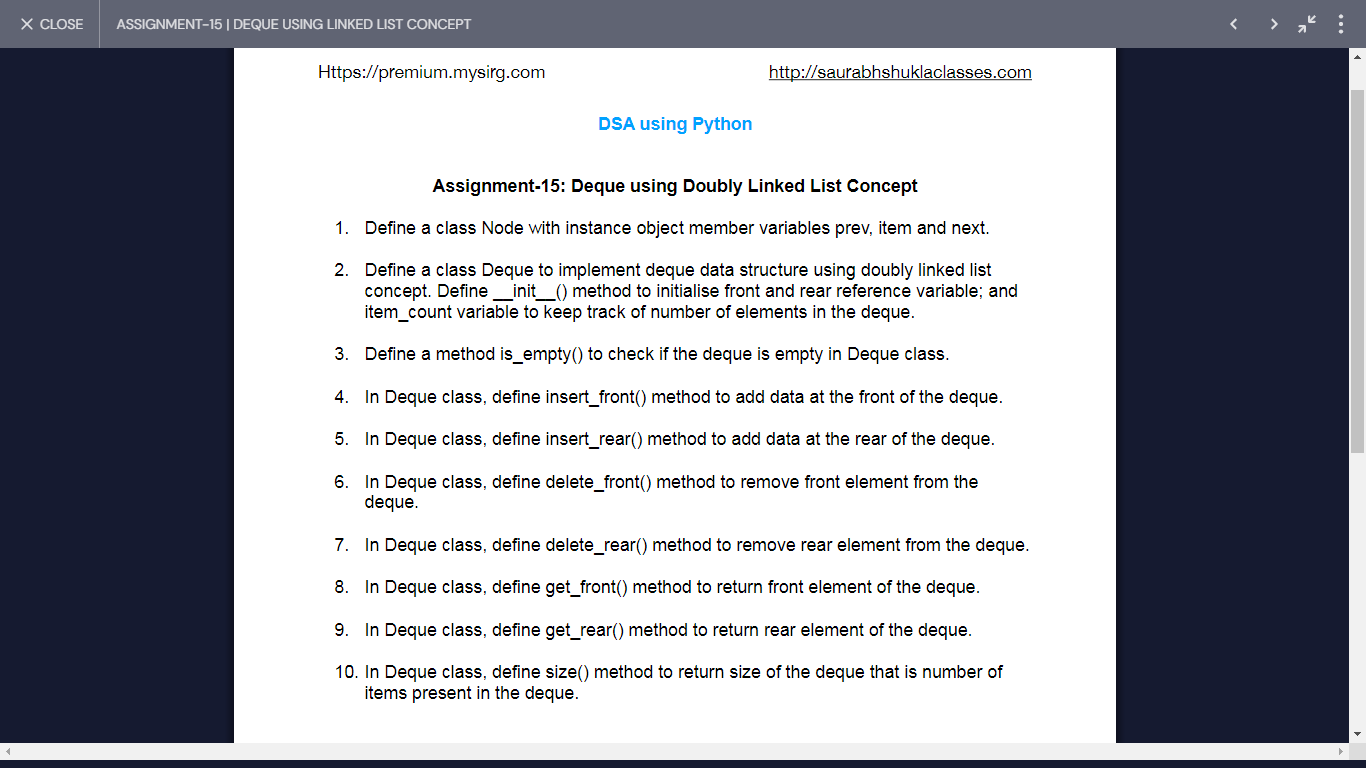 CLOSE
ASSIGNMENT-15 | DEQUE USING LINKED LIST CONCEPT
Https://premium.mysirg.com
http://saurabhshuklaclasses.com
DSA using Python
Assignment-15: Deque using Doubly Linked List Concept
1. Define a class Node with instance object member variables prev, item and next.
2. Define a class Deque to implement deque data structure using doubly linked list
concept. Define __init__() method to initialise front and rear reference variable; and
item_count variable to keep track of number of elements in the deque.
3. Define a method is_empty() to check if the deque is empty in Deque class.
4. In Deque class, define insert_front() method to add data at the front of the deque.
5. In Deque class, define insert_rear() method to add data at the rear of the deque.
6. In Deque class, define delete_front() method to remove front element from the
deque.
7. In Deque class, define delete_rear() method to remove rear element from the deque.
8. In Deque class, define get_front() method to return front element of the deque.
9. In Deque class, define get_rear() method to return rear element of the deque.
10. In Deque class, define size() method to return size of the deque that is number of
items present in the deque.